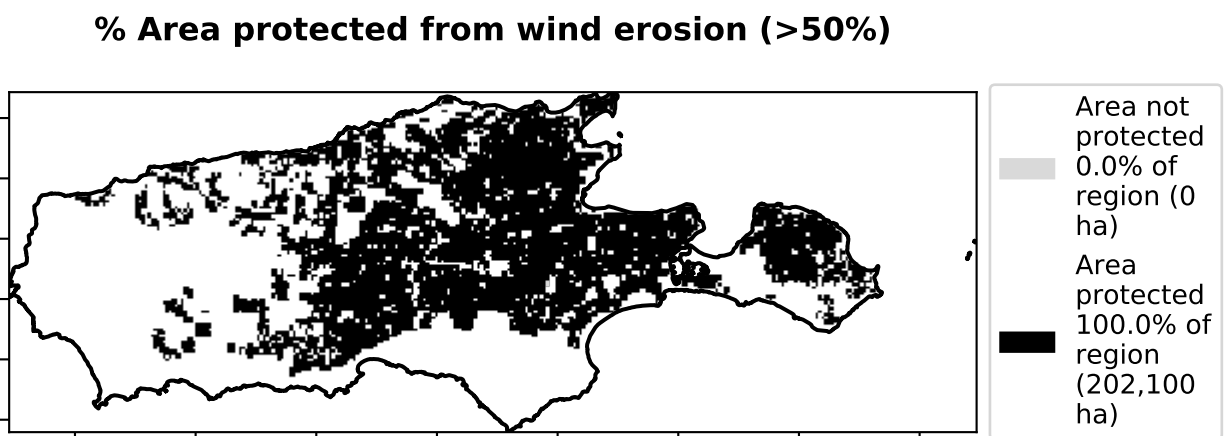 % Area protected from wind erosion (>50%)
Area not
protected
0.0% of
region (0
ha)
Area
protected
100.0% of
region
(202,100
ha)